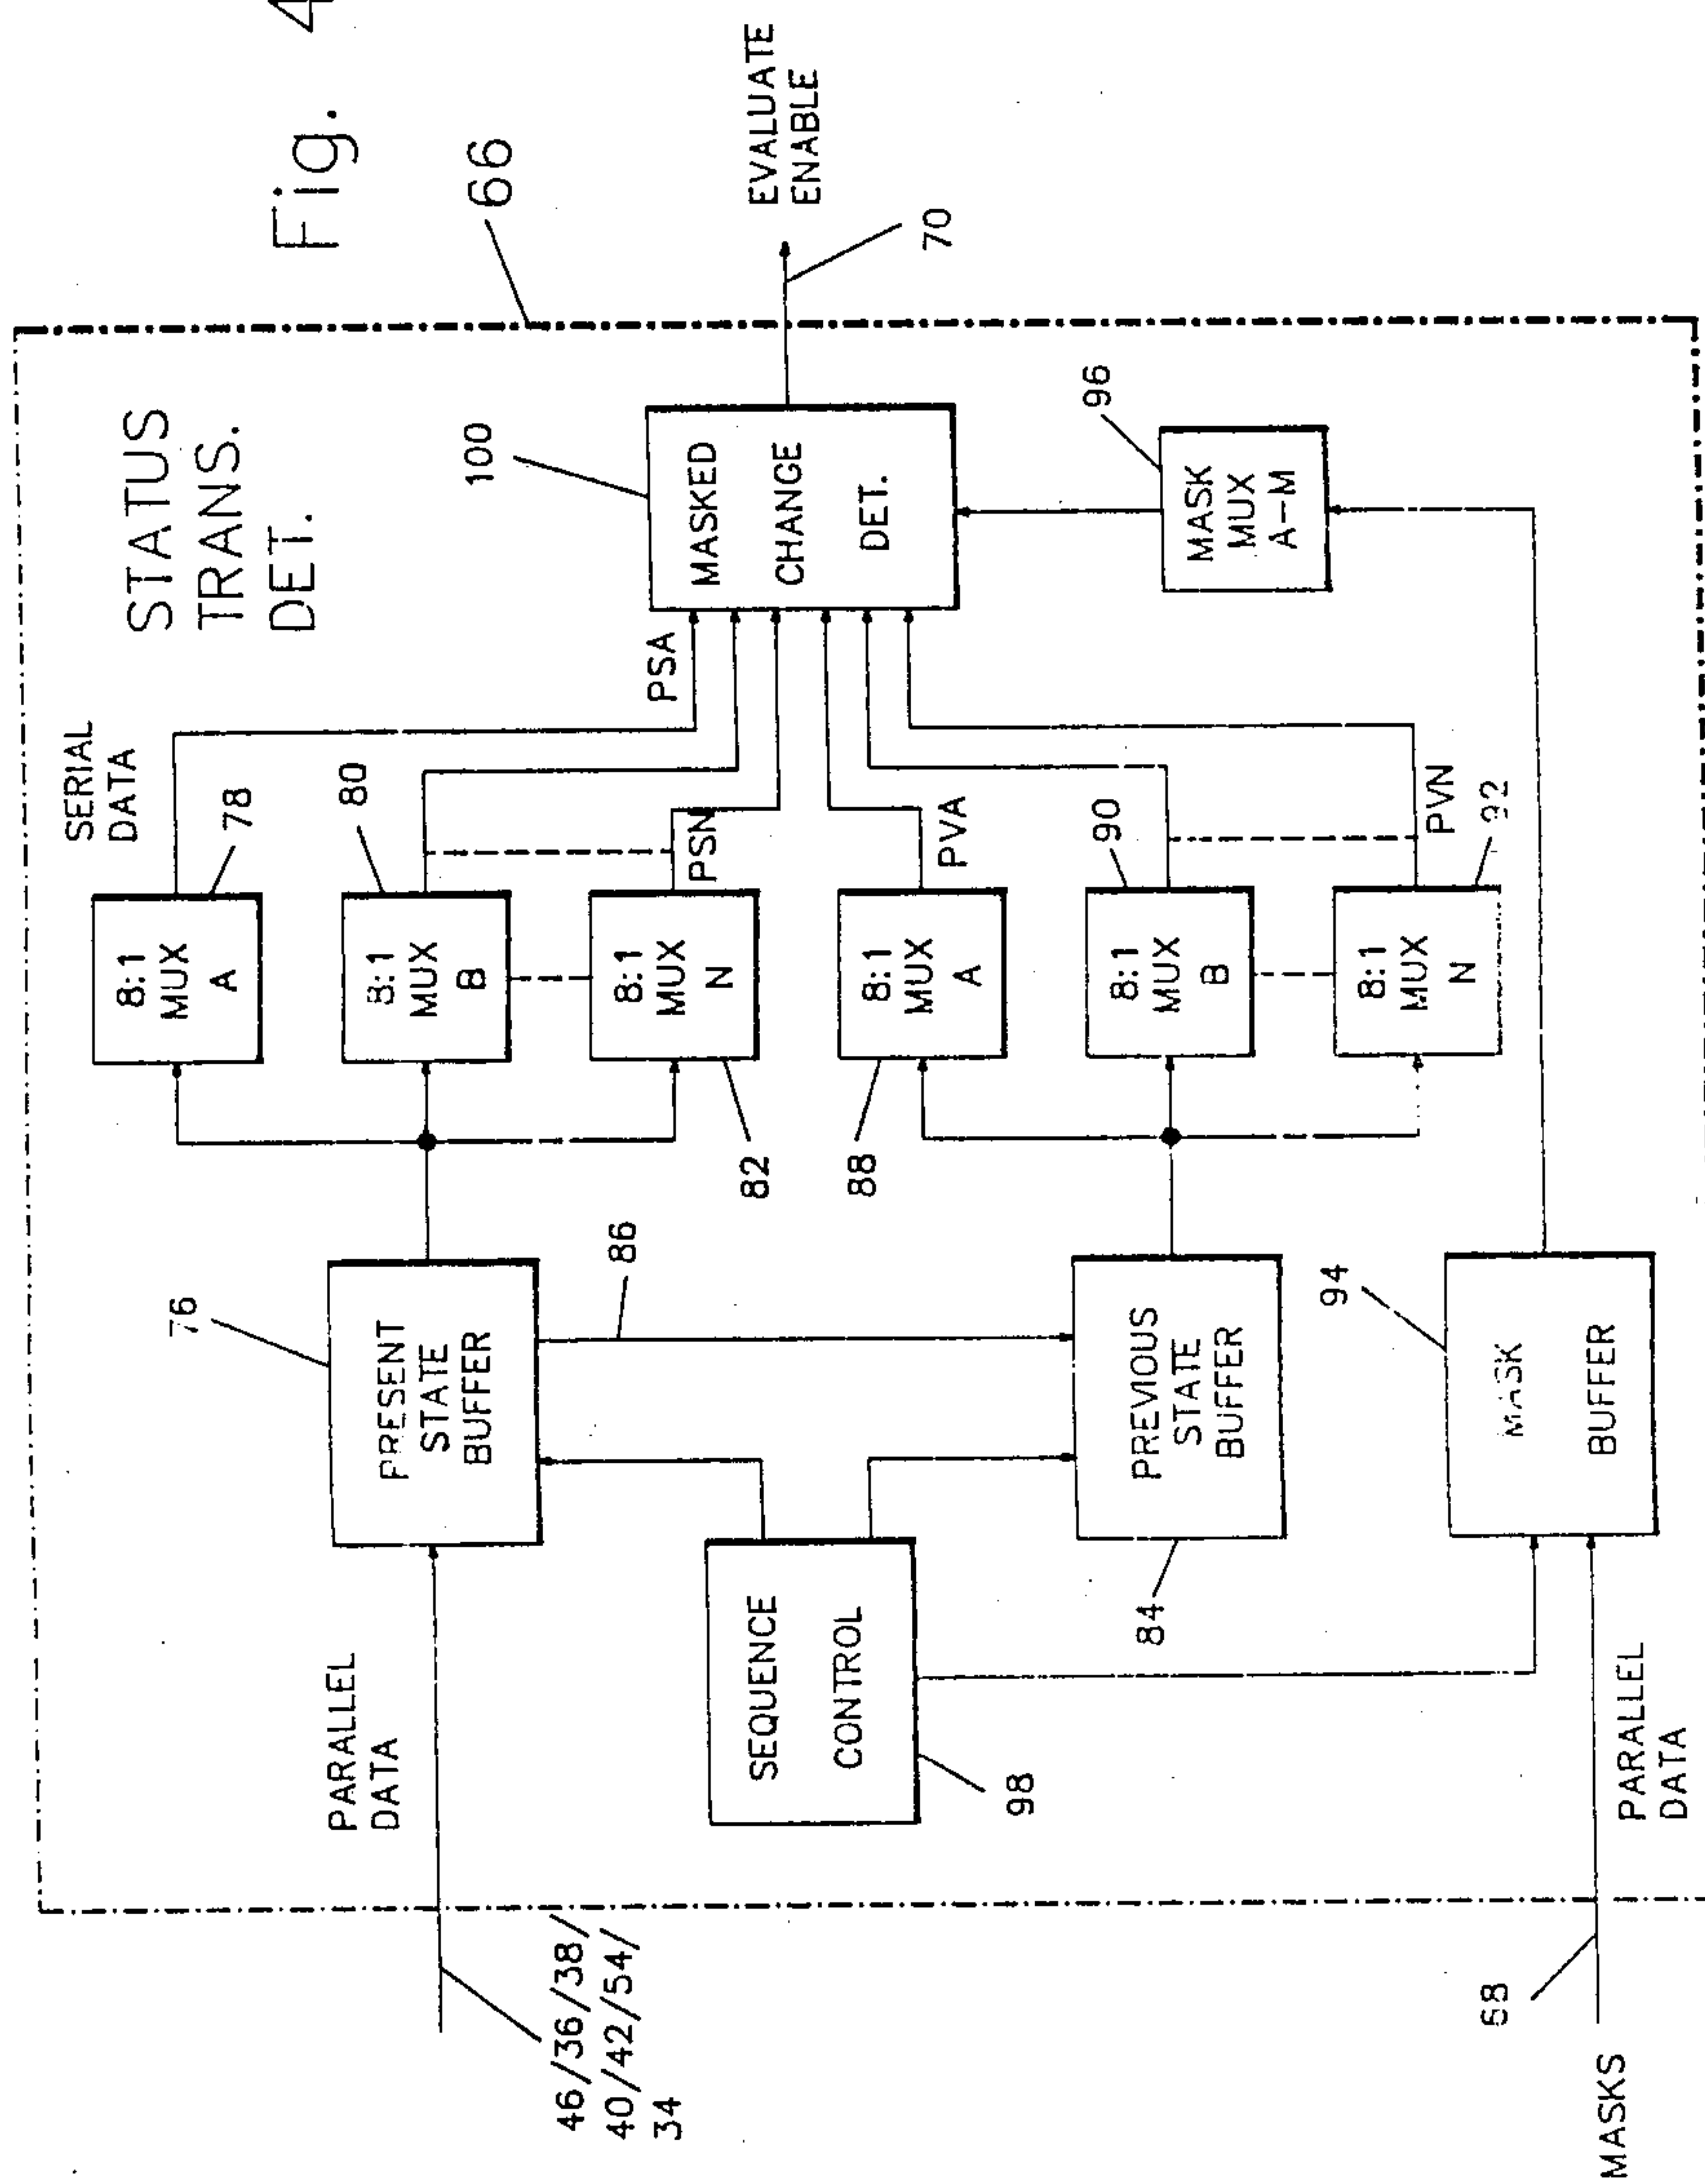 Fig. 4
66
STATUS
TRANS.
DET.
SERIAL
DATA
78
8:1
MUX
A
80
8:1
MUX
B
PSN
8:1
MUX
N
82
PSA
100
MASKED
CHANGE
DET.
EVALUATE
ENABLE
70
PVA
8:1
MUX
A
88
90
8:1
MUX
B
PVN
92
8:1
MUX
N
96
MASK
MUX
A-M
76
PRESENT
STATE
BUFFER
86
PREVIOUS
STATE
BUFFER
84
94
MASK
BUFFER
PARALLEL
DATA
SEQUENCE
CONTROL
98
46/36/38/
40/42/54/
34
PARALLEL
DATA
68
MASKS